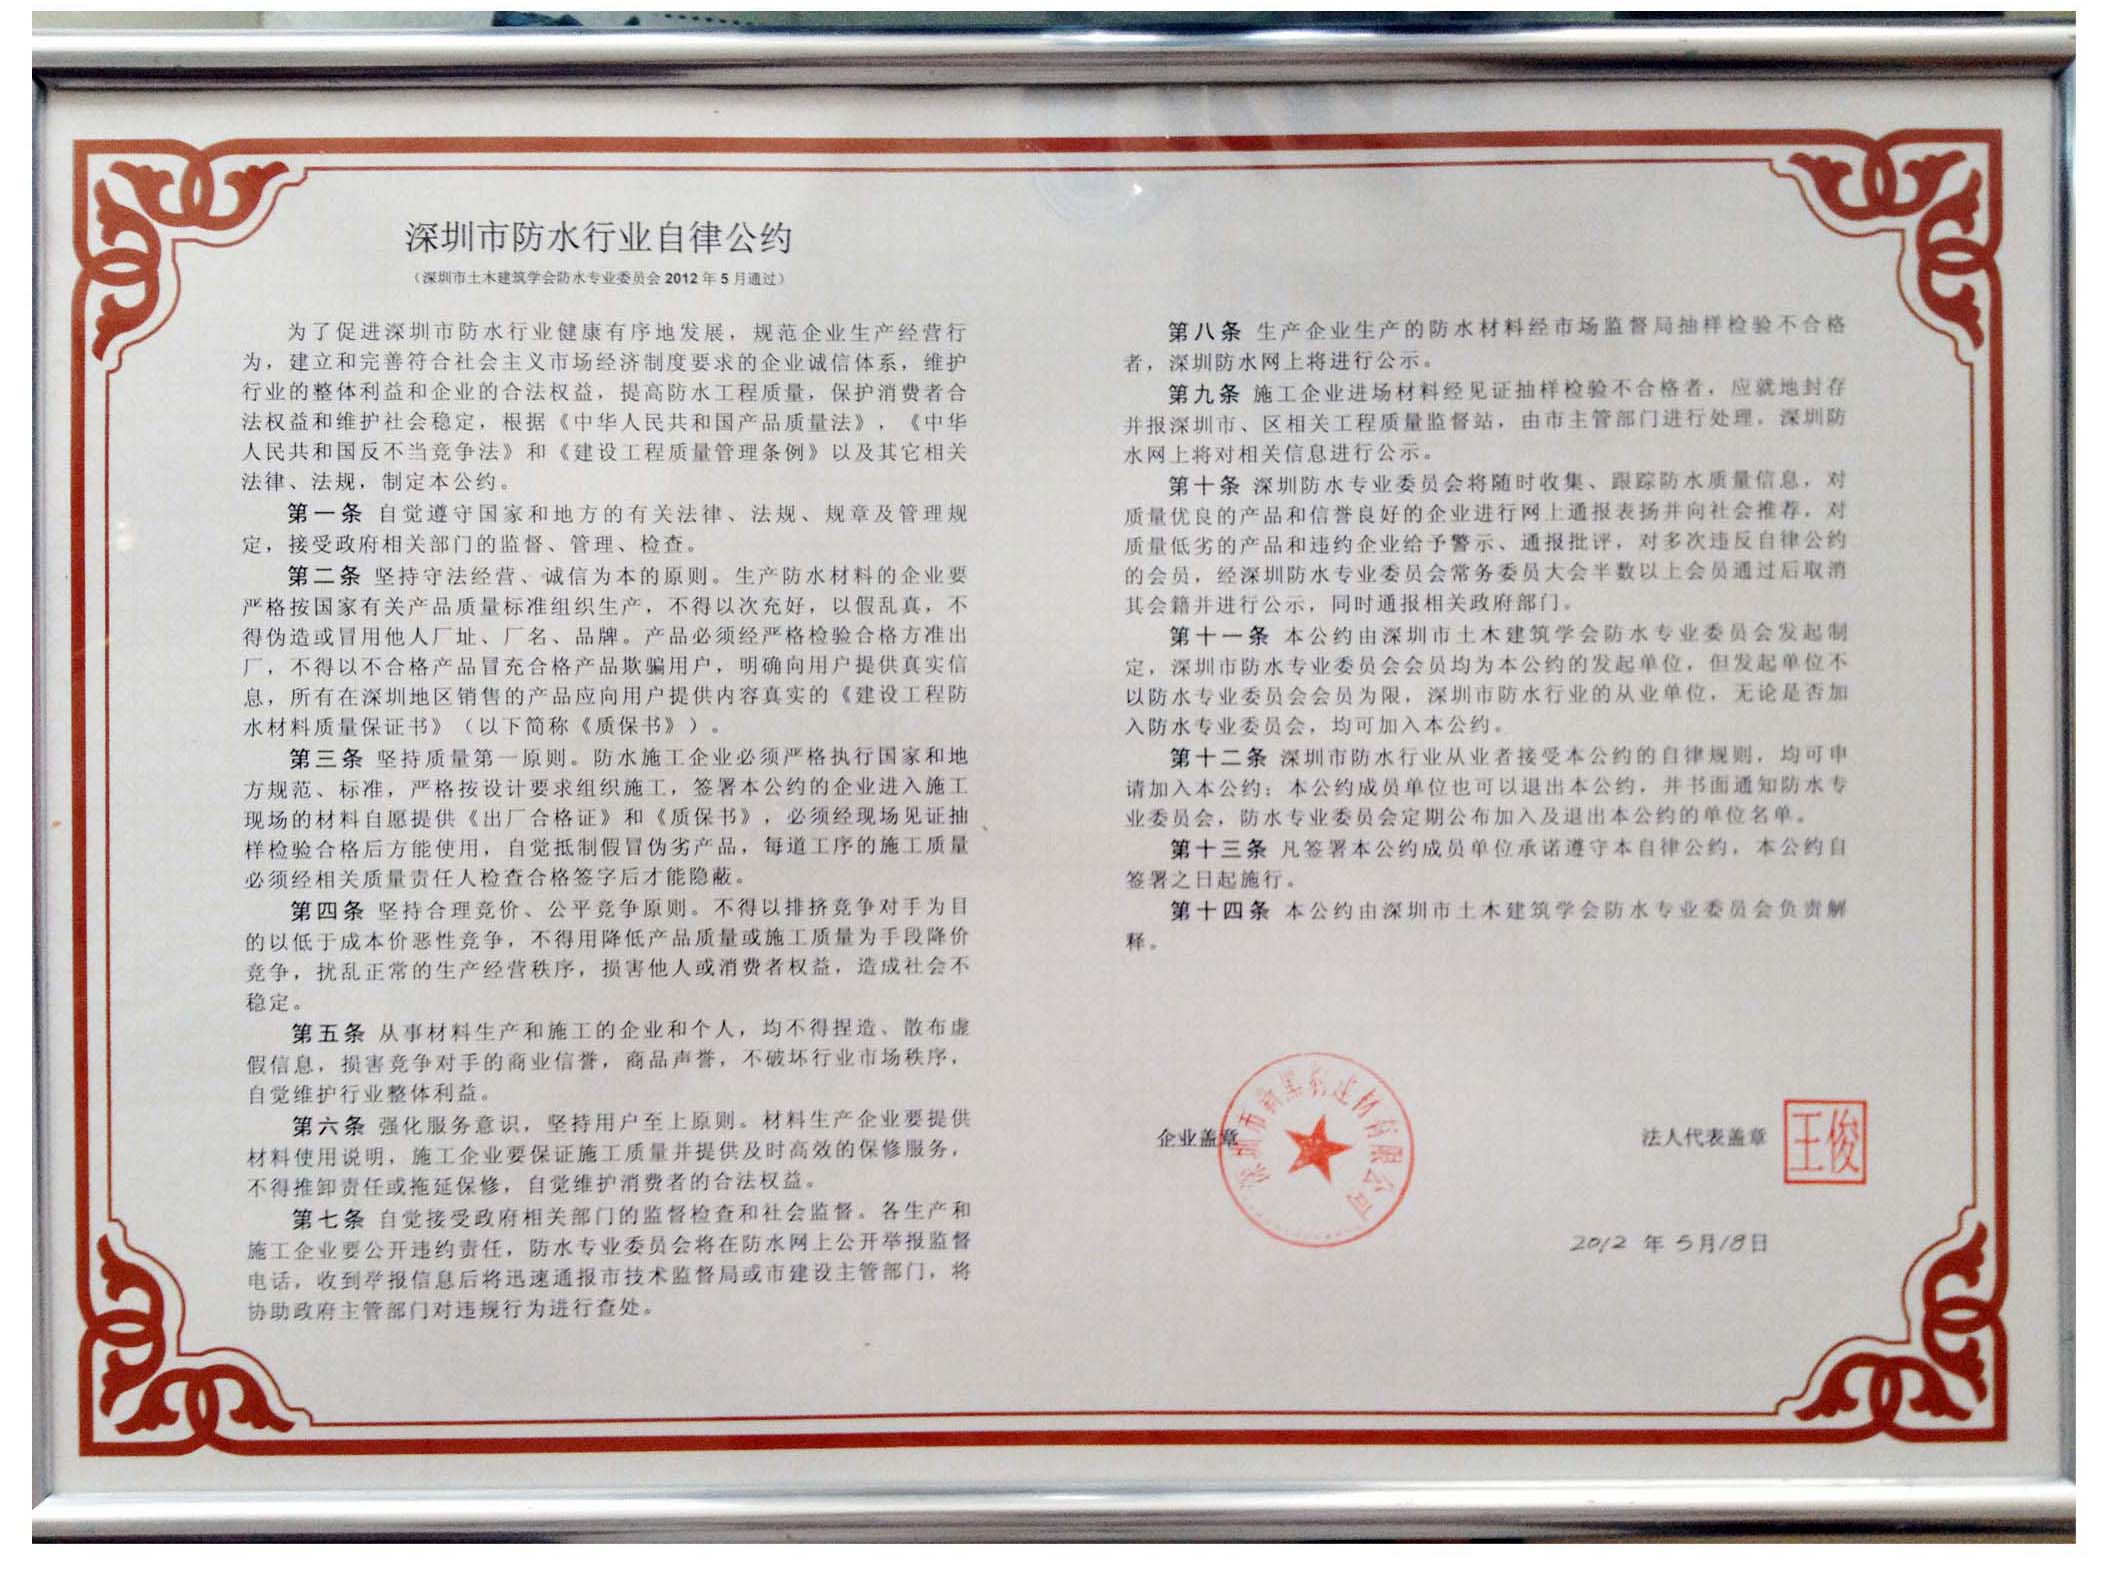 深圳市防水行业自律公约
（深圳市土木建筑学会防水专业委员会 2012 年 5 月通过）
为了促进深圳市防水行业健康有序地发展，规范企业生产经营行
为，建立和完善符合社会主义市场经济制度要求的企业诚信体系，维护
行业的整体利益和企业的合法权益，提高防水工程质量，保护消费者合
法权益和维护社会稳定，根据《中华人民共和国产品质量法》，《中华
人民共和国反不当竞争法》和《建设工程质量管理条例》以及其它相关
法律、法规，制定本公约。
第一条 自觉遵守国家和地方的有关法律、法规、规章及管理规
定，接受政府相关部门的监督、管理、检查。
第二条 坚持守法经营、诚信为本的原则。生产防水材料的企业要
严格按国家有关产品质量标准组织生产，不得以次充好，以假乱真，不
得伪造或冒用他人厂址、厂名、品牌。产品必须经严格检验合格方准出
厂，不得以不合格产品冒充合格产品欺骗用户，明确向用户提供真实信
息，所有在深圳地区销售的产品应向用户提供内容真实的《建设工程防
水材料质量保证书》（以下简称《质保书》）。
第三条 坚持质量第一原则。防水施工企业必须严格执行国家和地
方规范、标准，严格按设计要求组织施工，签署本公约的企业进入施工
现场的材料自愿提供《出厂合格证》和《质保书》，必须经现场见证抽
样检验合格后方能使用，自觉抵制假冒伪劣产品，每道工序的施工质量
必须经相关质量责任人检查合格签字后才能隐蔽。
第四条 坚持合理竞价、公平竞争原则。不得以排挤竞争对手为目
的以低于成本价恶性竞争，不得用降低产品质量或施工质量为手段降价
竞争，扰乱正常的生产经营秩序，损害他人或消费者权益，造成社会不
稳定。
第五条 从事材料生产和施工的企业和个人，均不得捏造、散布虚
假信息，损害竞争对手的商业信誉，商品声誉，不破坏行业市场秩序，
自觉维护行业整体利益。
第六条 强化服务意识，坚持用户至上原则。材料生产企业要提供
材料使用说明，施工企业要保证施工质量并提供及时高效的保修服务，
不得推卸责任或拖延保修，自觉维护消费者的合法权益。
第七条 自觉接受政府相关部门的监督检查和社会监督。各生产和
施工企业要公开违约责任，防水专业委员会将在防水网上公开举报监督
电话，收到举报信息后将迅速通报市技术监督局或市建设主管部门，将
协助政府主管部门对违规行为进行查处。
第八条 生产企业生产的防水材料经市场监督局抽样检验不合格
者，深圳防水网上将进行公示。
第九条 施工企业进场材料经见证抽样检验不合格者，应就地封存
并报深圳市、区相关工程质量监督站，由市主管部门进行处理，深圳防
水网上将对相关信息进行公示。
第十条 深圳防水专业委员会将随时收集、跟踪防水质量信息，对
质量优良的产品和信誉良好的企业进行网上通报表扬并向社会推荐，对
质量低劣的产品和违约企业给予警示、通报批评，对多次违反自律公约
的会员，经深圳防水专业委员会常务委员大会半数以上会员通过后取消
其会籍并进行公示，同时通报相关政府部门。
第十一条 本公约由深圳市土木建筑学会防水专业委员会发起制
定，深圳市防水专业委员会会员均为本公约的发起单位，但发起单位不
以防水专业委员会会员为限，深圳市防水行业的从业单位，无论是否加
入防水专业委员会，均可加入本公约。
第十二条 深圳市防水行业从业者接受本公约的自律规则，均可申
请加入本公约；本公约成员单位也可以退出本公约，并书面通知防水专
业委员会，防水专业委员会定期公布加入及退出本公约的单位名单。
第十三条 凡签署本公约成员单位承诺遵守本自律公约，本公约自
签署之日起施行。
第十四条 本公约由深圳市土木建筑学会防水专业委员会负责解
释。
企业盖章
深圳市 建材有限公司
法人代表盖章
王俊
2012 年 5月18日